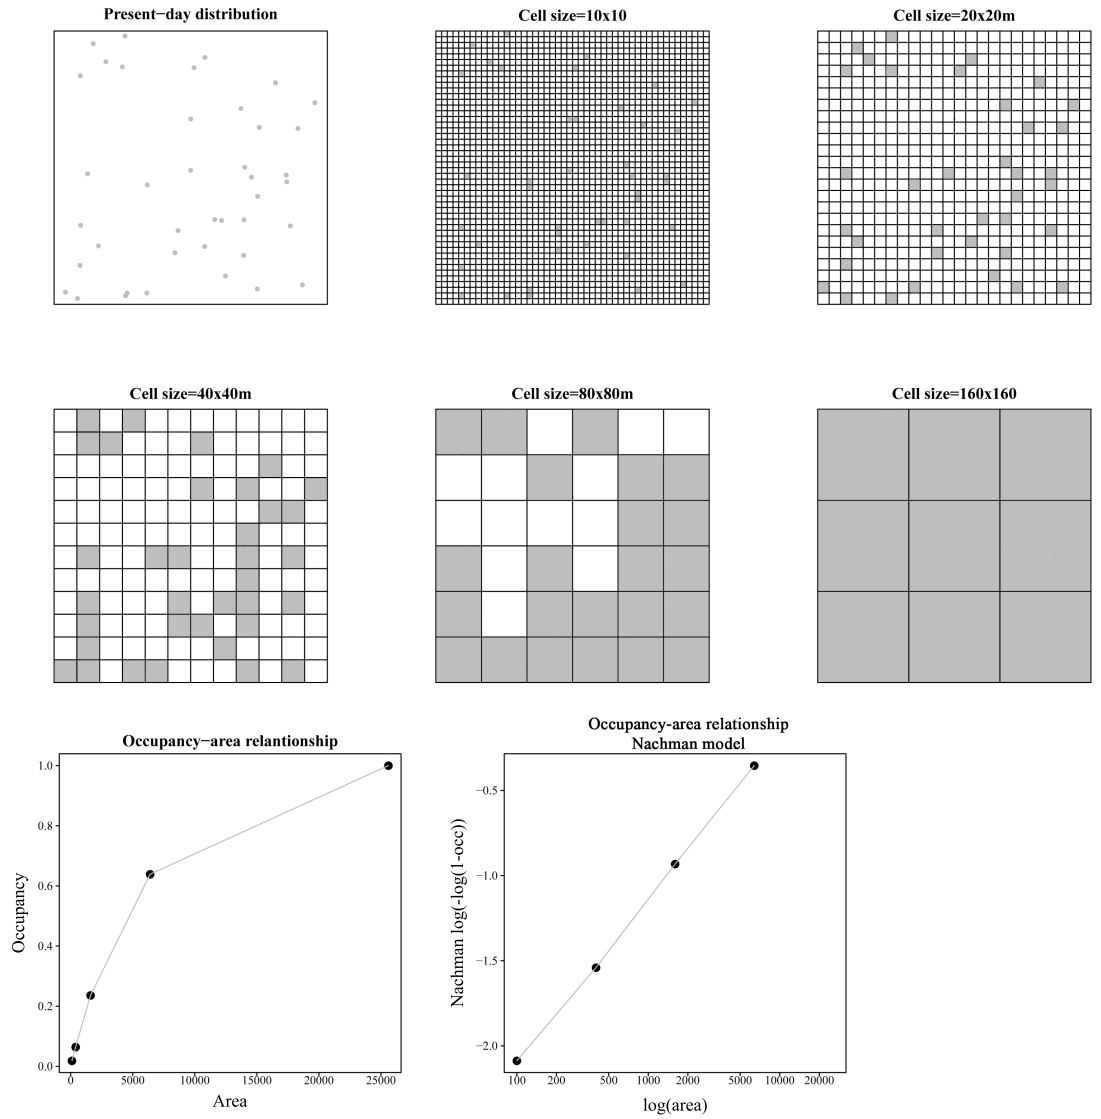 Present−day distribution
Cell size=10x10
Cell size=20x20m
Cell size=40x40m
Cell size=80x80m
Cell size=160x160
Occupancy−area relantionship
1.0
0.8
0.6
0.4
0.2
0.0
Occupancy
0 5000 10000 15000 20000 25000
Area
Occupancy-area relationship
Nachman model
−0.5
−1.0
−1.5
−2.0
Nachman log(-log(1-occ))
100 200 500 1000 2000 5000 10000 20000
log(area)